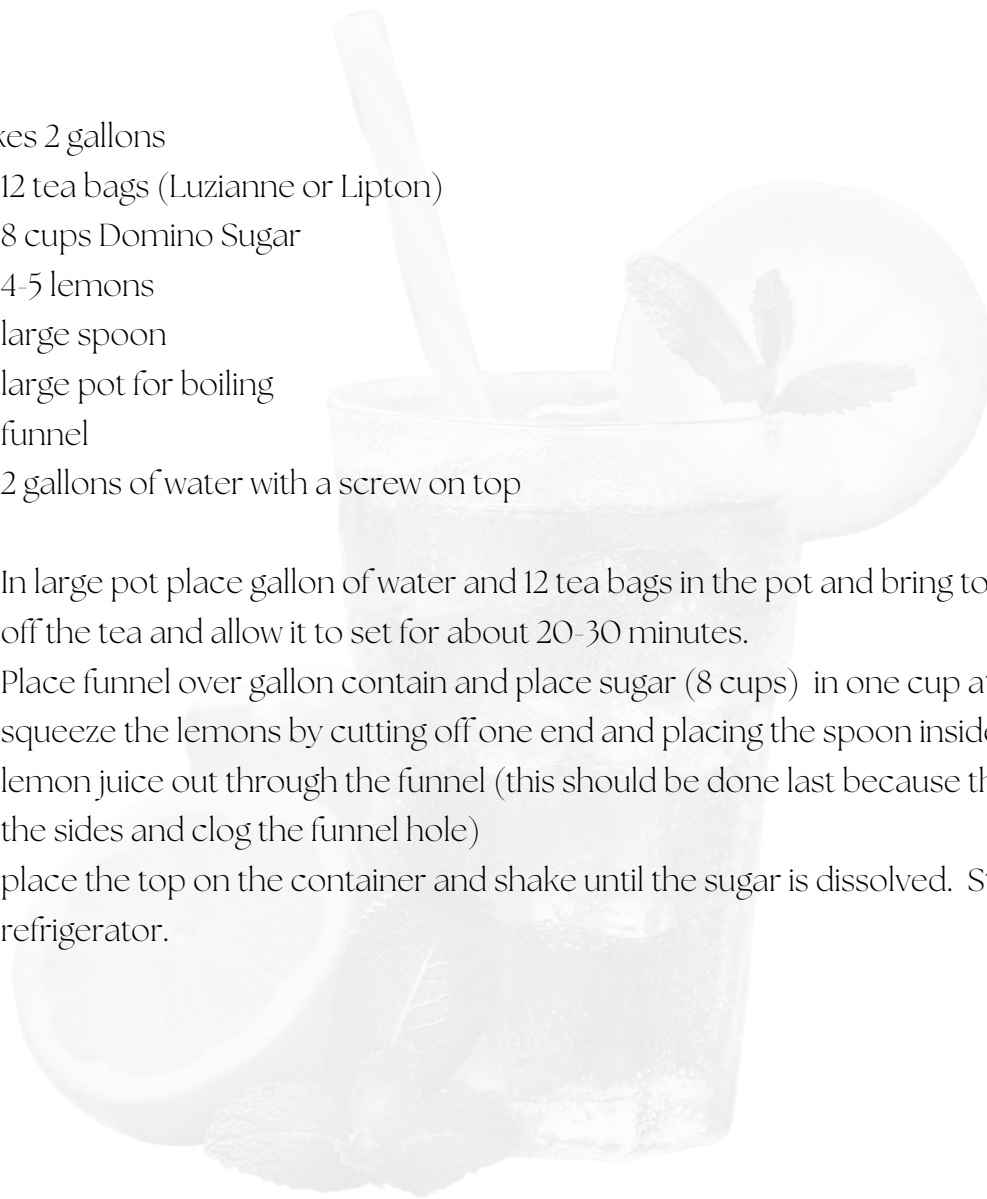 kes 2 gallons
12 tea bags (Luzianne or Lipton)
8 cups Domino Sugar
4-5 lemons
large spoon
large pot for boiling
funnel
2 gallons of water with a screw on top
In large pot place gallon of water and 12 tea bags in the pot and bring to
off the tea and allow it to set for about 20-30 minutes.
Place funnel over gallon contain and place sugar (8 cups) in one cup
squeeze the lemons by cutting off one end and placing the spoon
lemon juice out through the funnel (this should be done last because
the sides and clog the funnel hole)
place the top on the container and shake until the sugar is dissolved.
refrigerator.